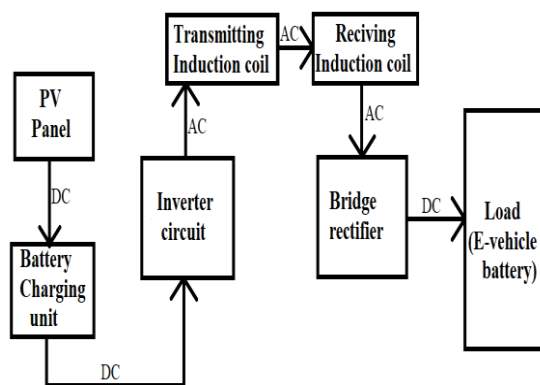 PV
Panel
DC
Battery
Charging
unit
DC
Inverter
circuit
AC
Transmitting
Induction coil
AC
Reciving
Induction coil
AC
Bridge
rectifier
DC
Load
(E-vehicle
battery)